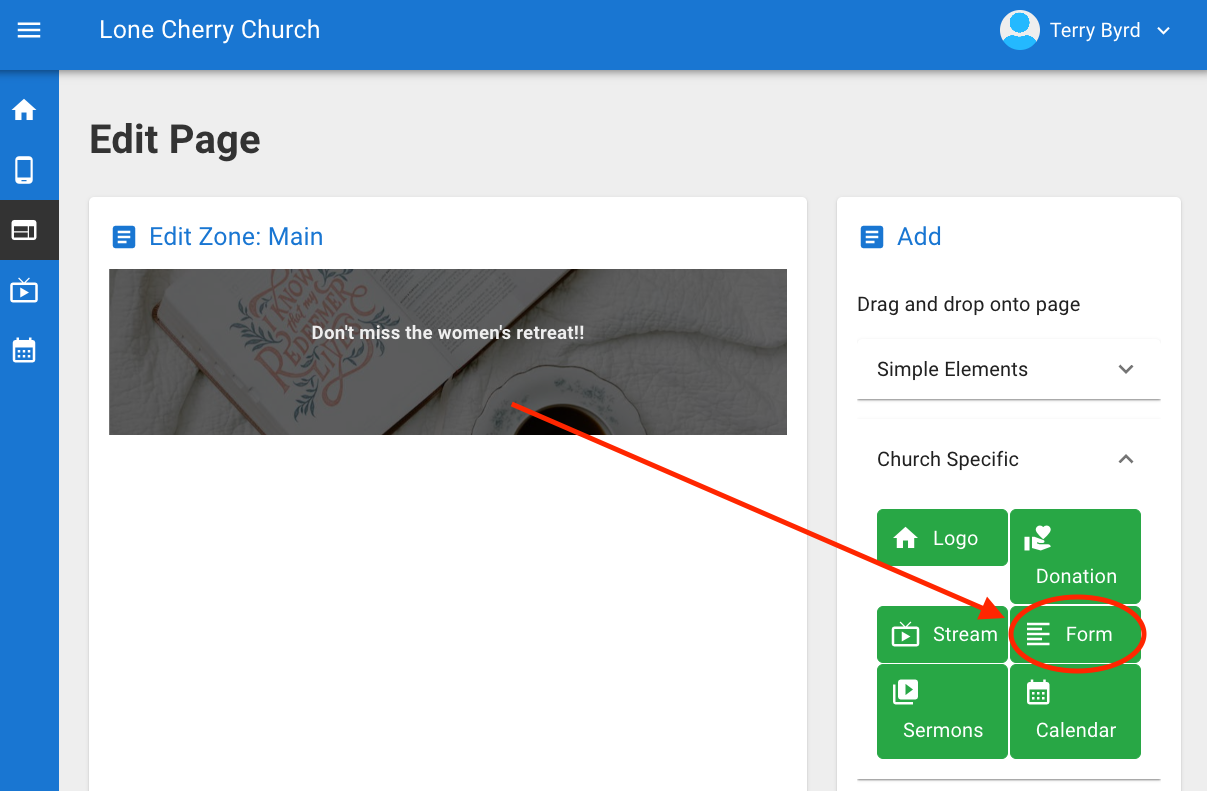 Lone Cherry Church
Terry Byrd
Edit Page
Edit Zone: Main
I KNOW
that my
REDEEMER
LIVES
Don't miss the women's retreat!!
Add
Drag and drop onto page
Simple Elements
Church Specific
Logo
Donation
Stream
Form
Sermons
Calendar